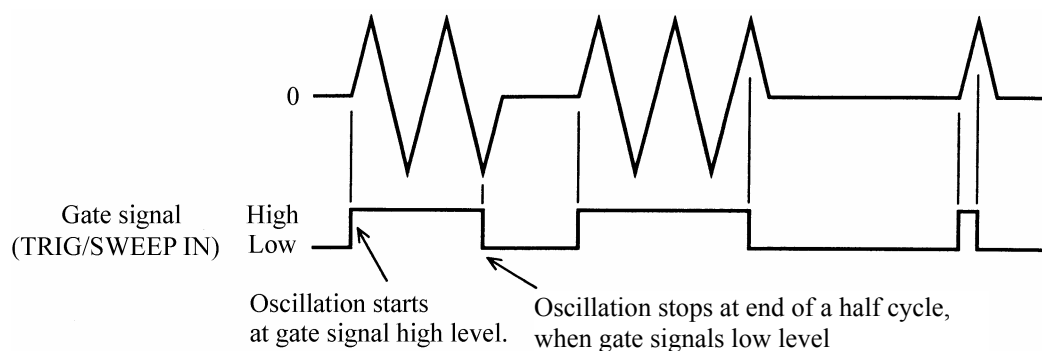 0
Gate signal
(TRIG/SWEEP IN)
High
Low
Oscillation starts
at gate signal high level.
Oscillation stops at end of a half cycle,
when gate signals low level